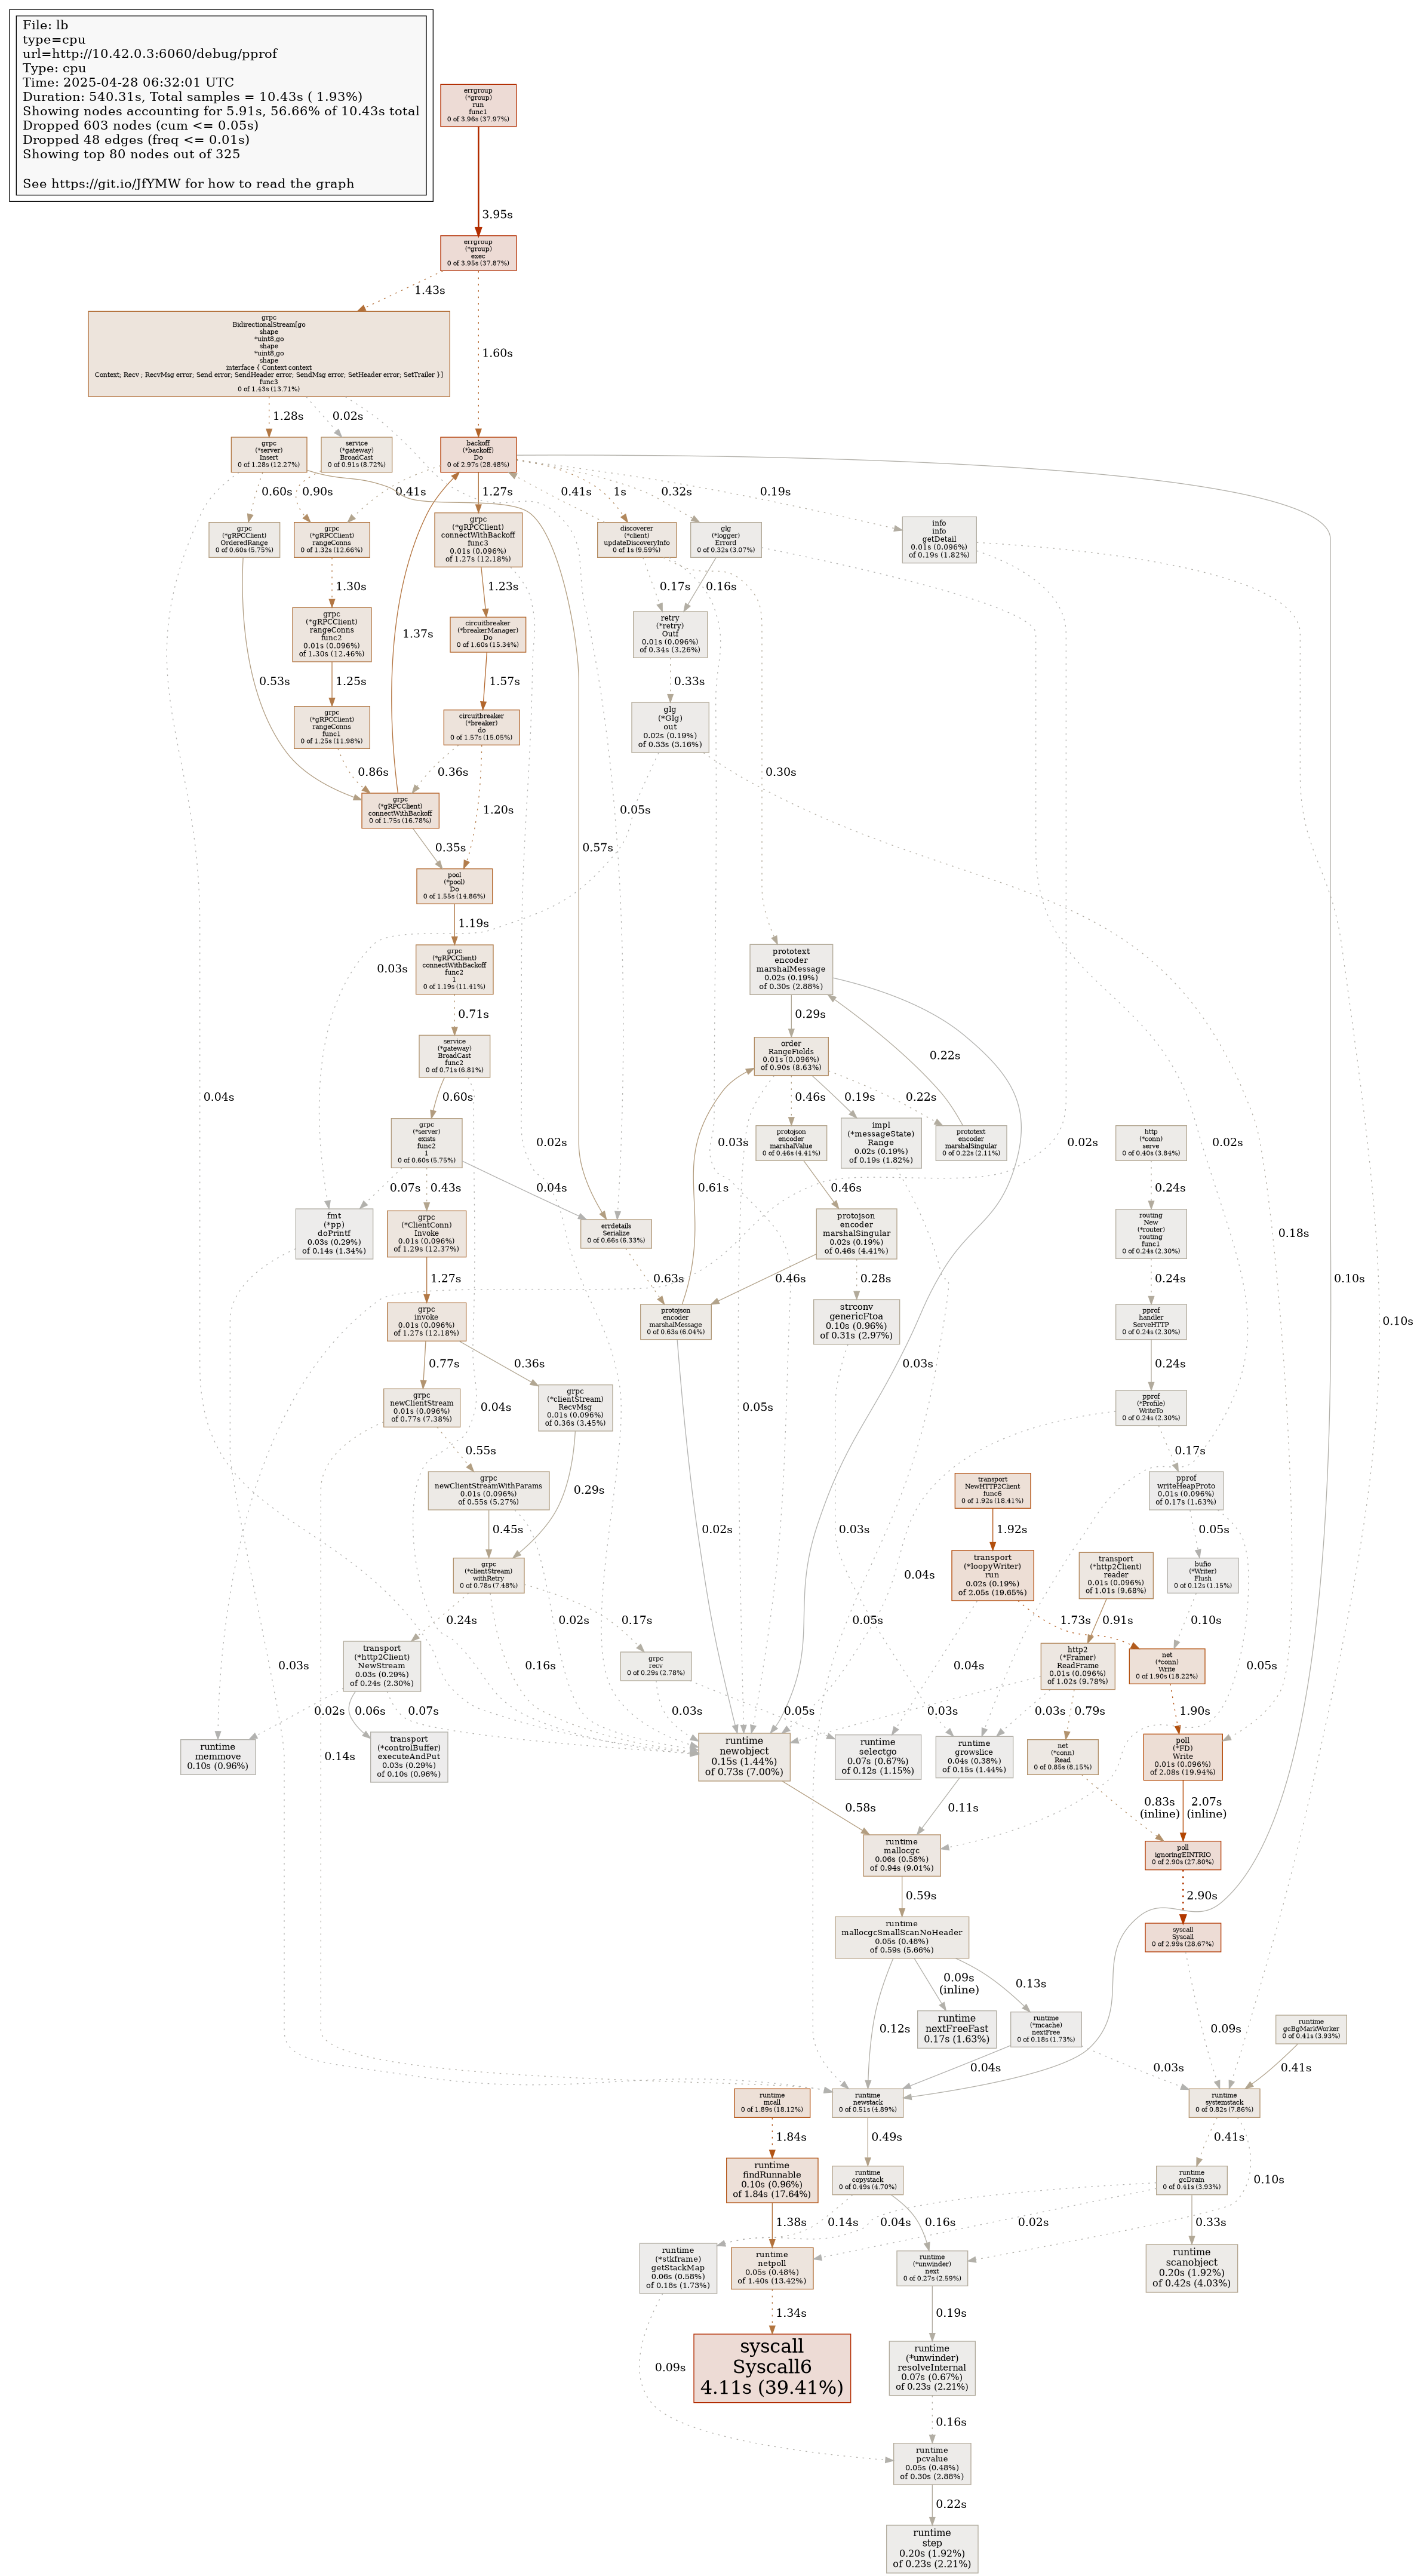 File: lb
type=cpu
url=http://10.42.0.3:6060/debug/pprof
Type: cpu
Time: 2025-04-28 06:32:01 UTC
Duration: 540.31s, Total samples = 10.43s ( 1.93%)
Showing nodes accounting for 5.91s, 56.66% of 10.43s total
Dropped 603 nodes (cum <= 0.05s)
Dropped 48 edges (freq <= 0.01s)
Showing top 80 nodes out of 325
See https://git.io/JfYMW for how to read the graph
errgroup
(*group)
run
func1
0 of 3.96s (37.97%)
3.95s
errgroup
(*group)
exec
0 of 3.95s (37.87%)
1.43s
1.60s
grpc
BidirectionalStream[go
shape
*uint8,go
shape
*uint8,go
shape
interface { Context context
Context; Recv ; RecvMsg error; Send error; SendHeader error; SendMsg error; SetHeader error; SetTrailer }]
func3
0 of 1.43s (13.71%)
1.28s
0.02s
grpc
(*server)
Insert
0 of 1.28s (12.27%)
service
(*gateway)
BroadCast
0 of 0.91s (8.72%)
backoff
(*backoff)
Do
0 of 2.97s (28.48%)
0.60s
0.90s
0.41s
1.27s
0.41s
1s
0.32s
0.19s
grpc
(*gRPCClient)
OrderedRange
0 of 0.60s (5.75%)
grpc
(*gRPCClient)
rangeConns
0 of 1.32s (12.66%)
grpc
(*gRPCClient)
connectWithBackoff
func3
0.01s (0.096%)
of 1.27s (12.18%)
discoverer
(*client)
updateDiscoveryInfo
0 of 1s (9.59%)
glg
(*logger)
Errord
0 of 0.32s (3.07%)
info
info
getDetail
0.01s (0.096%)
of 0.19s (1.82%)
1.30s
1.23s
0.17s
0.16s
grpc
(*gRPCClient)
rangeConns
func2
0.01s (0.096%)
of 1.30s (12.46%)
1.37s
circuitbreaker
(*breakerManager)
Do
0 of 1.60s (15.34%)
retry
(*retry)
Outf
0.01s (0.096%)
of 0.34s (3.26%)
0.53s
1.25s
1.57s
0.33s
grpc
(*gRPCClient)
rangeConns
func1
0 of 1.25s (11.98%)
circuitbreaker
(*breaker)
do
0 of 1.57s (15.05%)
glg
(*Glg)
out
0.02s (0.19%)
of 0.33s (3.16%)
0.86s
0.36s
0.30s
grpc
(*gRPCClient)
connectWithBackoff
0 of 1.75s (16.78%)
1.20s
0.05s
0.35s
0.57s
pool
(*pool)
Do
0 of 1.55s (14.86%)
1.19s
grpc
(*gRPCClient)
connectWithBackoff
func2
1
0 of 1.19s (11.41%)
0.03s
prototext
encoder
marshalMessage
0.02s (0.19%)
of 0.30s (2.88%)
0.71s
0.29s
service
(*gateway)
BroadCast
func2
0 of 0.71s (6.81%)
order
RangeFields
0.01s (0.096%)
of 0.90s (8.63%)
0.22s
0.04s
0.60s
0.46s
0.19s
0.22s
grpc
(*server)
exists
func2
1
0 of 0.60s (5.75%)
0.02s
0.03s
protojson
encoder
marshalValue
0 of 0.46s (4.41%)
impl
(*messageState)
Range
0.02s (0.19%)
of 0.19s (1.82%)
prototext
encoder
marshalSingular
0 of 0.22s (2.11%)
0.02s
http
(*conn)
serve
0 of 0.40s (3.84%)
0.02s
0.07s
0.43s
0.04s
0.61s
0.46s
0.24s
fmt
(*pp)
doPrintf
0.03s (0.29%)
of 0.14s (1.34%)
grpc
(*ClientConn)
Invoke
0.01s (0.096%)
of 1.29s (12.37%)
errdetails
Serialize
0 of 0.66s (6.33%)
protojson
encoder
marshalSingular
0.02s (0.19%)
of 0.46s (4.41%)
routing
New
(*router)
routing
func1
0 of 0.24s (2.30%)
0.18s
1.27s
0.63s
0.46s
0.28s
0.24s
0.10s
grpc
invoke
0.01s (0.096%)
of 1.27s (12.18%)
protojson
encoder
marshalMessage
0 of 0.63s (6.04%)
strconv
genericFtoa
0.10s (0.96%)
of 0.31s (2.97%)
pprof
handler
ServeHTTP
0 of 0.24s (2.30%)
0.10s
0.77s
0.36s
0.03s
0.24s
grpc
newClientStream
0.01s (0.096%)
of 0.77s (7.38%)
0.04s
grpc
(*clientStream)
RecvMsg
0.01s (0.096%)
of 0.36s (3.45%)
0.05s
pprof
(*Profile)
WriteTo
0 of 0.24s (2.30%)
0.55s
0.17s
grpc
newClientStreamWithParams
0.01s (0.096%)
of 0.55s (5.27%)
0.29s
transport
NewHTTP2Client
func6
0 of 1.92s (18.41%)
pprof
writeHeapProto
0.01s (0.096%)
of 0.17s (1.63%)
0.45s
0.02s
0.03s
1.92s
0.05s
grpc
(*clientStream)
withRetry
0 of 0.78s (7.48%)
0.04s
transport
(*loopyWriter)
run
0.02s (0.19%)
of 2.05s (19.65%)
transport
(*http2Client)
reader
0.01s (0.096%)
of 1.01s (9.68%)
bufio
(*Writer)
Flush
0 of 0.12s (1.15%)
0.24s
0.02s
0.17s
0.05s
1.73s
0.91s
0.10s
0.03s
transport
(*http2Client)
NewStream
0.03s (0.29%)
of 0.24s (2.30%)
0.16s
grpc
recv
0 of 0.29s (2.78%)
0.04s
http2
(*Framer)
ReadFrame
0.01s (0.096%)
of 1.02s (9.78%)
net
(*conn)
Write
0 of 1.90s (18.22%)
0.05s
0.02s
0.06s
0.07s
0.03s
0.05s
0.03s
0.03s
0.79s
1.90s
0.14s
runtime
memmove
0.10s (0.96%)
transport
(*controlBuffer)
executeAndPut
0.03s (0.29%)
of 0.10s (0.96%)
runtime
newobject
0.15s (1.44%)
of 0.73s (7.00%)
runtime
selectgo
0.07s (0.67%)
of 0.12s (1.15%)
runtime
growslice
0.04s (0.38%)
of 0.15s (1.44%)
net
(*conn)
Read
0 of 0.85s (8.15%)
poll
(*FD)
Write
0.01s (0.096%)
of 2.08s (19.94%)
0.58s
0.11s
0.83s
(inline)
2.07s
(inline)
runtime
mallocgc
0.06s (0.58%)
of 0.94s (9.01%)
poll
ignoringEINTRIO
0 of 2.90s (27.80%)
0.59s
2.90s
runtime
mallocgcSmallScanNoHeader
0.05s (0.48%)
of 0.59s (5.66%)
syscall
Syscall
0 of 2.99s (28.67%)
0.09s
(inline)
0.13s
0.12s
runtime
nextFreeFast
0.17s (1.63%)
runtime
(*mcache)
nextFree
0 of 0.18s (1.73%)
0.09s
runtime
gcBgMarkWorker
0 of 0.41s (3.93%)
0.04s
0.03s
0.41s
runtime
mcall
0 of 1.89s (18.12%)
runtime
newstack
0 of 0.51s (4.89%)
runtime
systemstack
0 of 0.82s (7.86%)
1.84s
0.49s
0.41s
runtime
findRunnable
0.10s (0.96%)
of 1.84s (17.64%)
runtime
copystack
0 of 0.49s (4.70%)
runtime
gcDrain
0 of 0.41s (3.93%)
0.10s
1.38s
0.14s
0.04s
0.16s
0.02s
0.33s
runtime
(*stkframe)
getStackMap
0.06s (0.58%)
of 0.18s (1.73%)
runtime
netpoll
0.05s (0.48%)
of 1.40s (13.42%)
runtime
(*unwinder)
next
0 of 0.27s (2.59%)
runtime
scanobject
0.20s (1.92%)
of 0.42s (4.03%)
1.34s
0.19s
0.09s
syscall
Syscall6
4.11s (39.41%)
runtime
(*unwinder)
resolveInternal
0.07s (0.67%)
of 0.23s (2.21%)
0.16s
runtime
pcvalue
0.05s (0.48%)
of 0.30s (2.88%)
0.22s
runtime
step
0.20s (1.92%)
of 0.23s (2.21%)